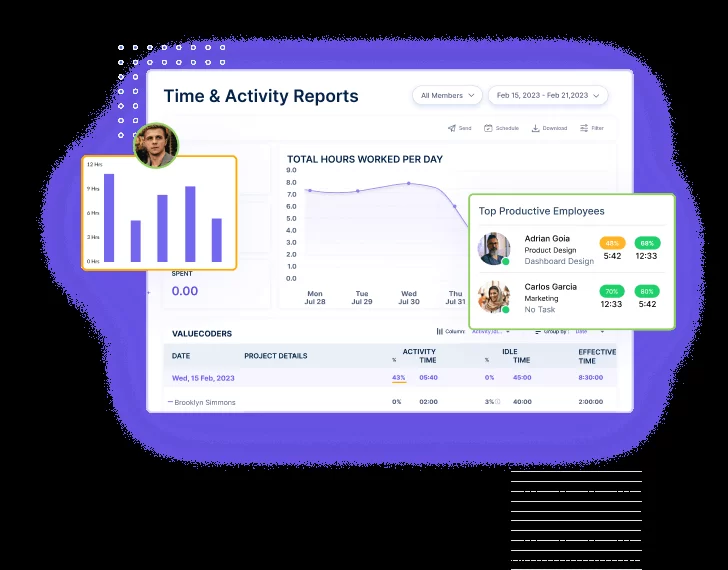 Time & Activity Reports
All Members
Feb 15, 2023 - Feb 21,2023
Send
Schedule
Download
Filter
12 Hrs
9 Hrs
6 Hrs
3 Hrs
0 Hrs
TOTAL HOURS WORKED PER DAY
9.0
8.0
7.0
6.0
5.0
4.0
3.0
2.0
1.0
0.0
Mon Tue Wed Thu
Jul 28 Jul 29 Jul 30 Jul 31
Top Productive Employees
Adrian Goia
Product Design
Dashboard Design
5:42 12:33
Carlos Garcia
Marketing
No Task
70%
12:33 5:42
SPENT
0.00
VALUECODERS
Column:
Group by :
Date
DATE
PROJECT DETAILS
ACTIVITY
% TIME
IDLE
% TIME
EFFECTIVE
TIME
Wed, 15 Feb, 2023 43% 05:40 0% 45:00 8:30:00
Brooklyn Simmons 0% 02:00 3% 40:00 2:00:00